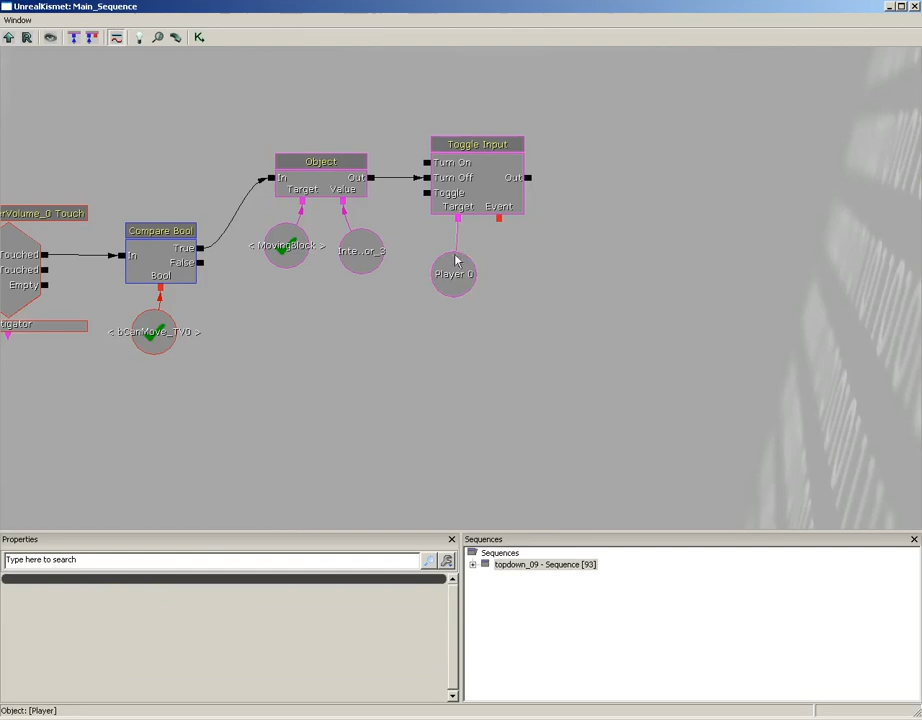 UnrealKismet: Main_Sequence
Window
Toggle Input
Object
Turn On
In
Out
Turn Off
Out
Target
Value
Toggle
erVolume_0 Touch
Target
Event
Compare Bool
< MovingBlock >
Inte..or_3
True
Touched
In
False
Touched
Bool
Player 0
Empty
tigator
< bCanMove_TV0 >
Properties
Sequences
Type here to search
Sequences
topdown_09 - Sequence [93]
Object: [Player]